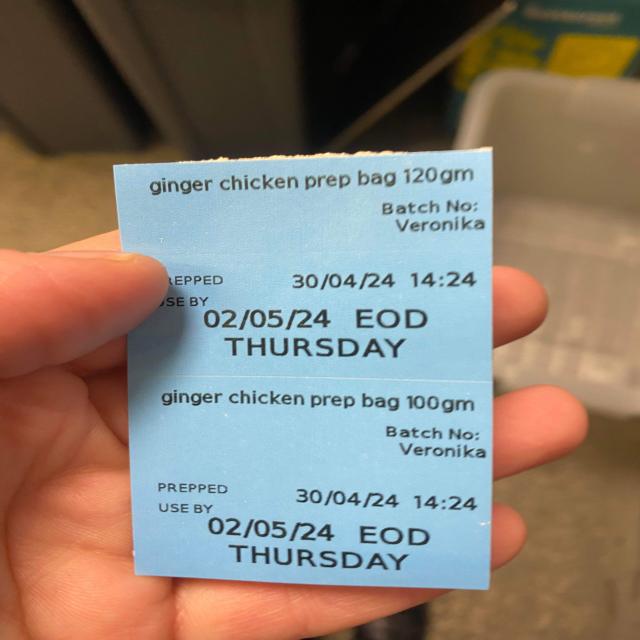 ginger chicken prep bag 120gm
Batch No:
Veronika
REPPED 30/04/24 14:24
USE BY
02/05/24 EOD
THURSDAY
ginger chicken prep bag 100gm
Batch No:
Veronika
PREPPED 30/04/24 14:24
USE BY
02/05/24 EOD
THURSDAY